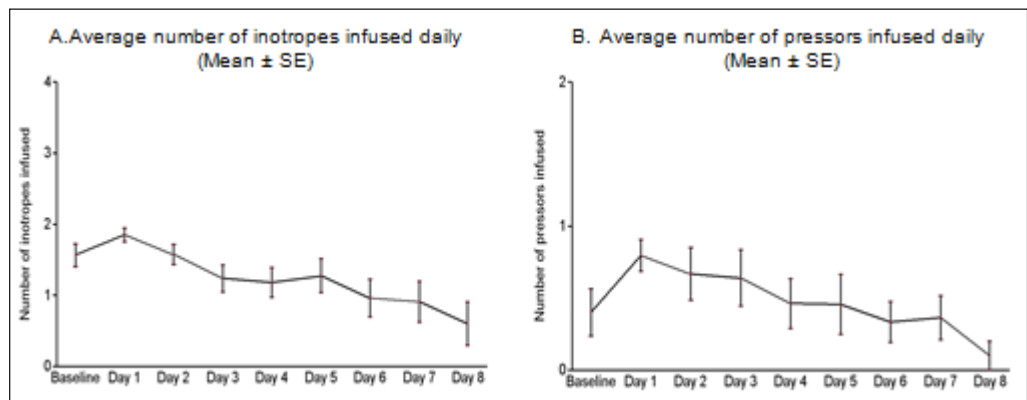 A.Average number of inotropes infused daily
(Mean ± SE)
Number of inotropes infused
4
3
2
1
0
Baseline Day 1 Day 2 Day 3 Day 4 Day 5 Day 6 Day 7 Day 8
B. Average number of pressors infused daily
(Mean ± SE)
Number of pressors infused
2
1
0
Baseline Day 1 Day 2 Day 3 Day 4 Day 5 Day 6 Day 7 Day 8